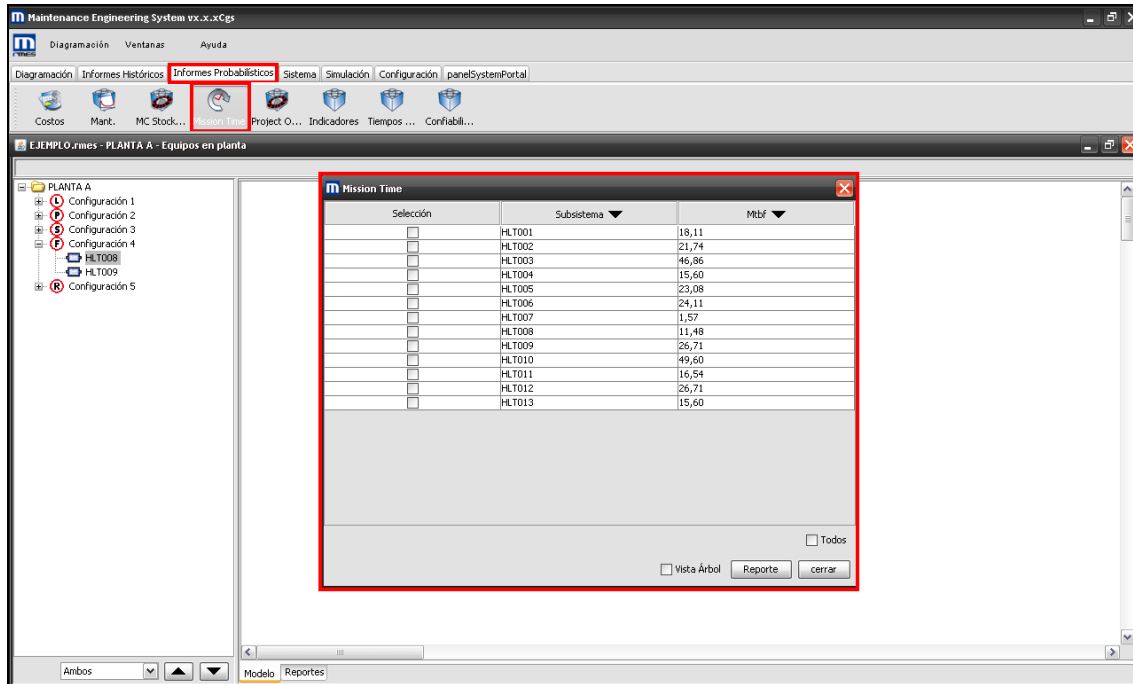 Maintenance Engineering System vx.x.xCgs
rmes Diagramación Ventanas Ayuda
Diagramación Informes Históricos Informes Probabilísticos Sistema Simulación Configuración panelSystemPortal
Costos Mant. MC Stock... Mission Time Project O... Indicadores Tiempos ... Confiabili...
EJEMPLO.rmes - PLANTA A - Equipos en planta
PLANTA A
L Configuración 1
P Configuración 2
S Configuración 3
F Configuración 4
HLT008
HLT009
R Configuración 5
Mission Time
Selección Subsistema Mtbf
HLT001 18,11
HLT002 21,74
HLT003 46,86
HLT004 15,60
HLT005 23,08
HLT006 24,11
HLT007 1,57
HLT008 11,48
HLT009 26,71
HLT010 49,60
HLT011 16,54
HLT012 26,71
HLT013 15,60
Todos
Vista Árbol Reporte cerrar
Ambos
Modelo Reportes